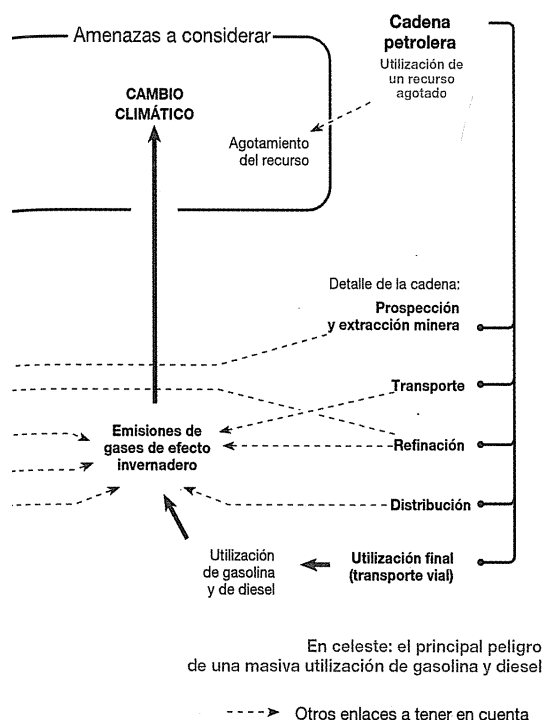 Amenazas a considerar
Cadena
petrolera
Utilización de
un recurso
agotado
CAMBIO
CLIMÁTICO
Agotamiento
del recurso
Detalle de la cadena:
Prospección
y extracción minera
Transporte
Emisiones de
gases de efecto
invernadero
Refinación
Distribución
Utilización
de gasolina
y de diesel
Utilización final
(transporte vial)
En celeste: el principal peligro
de una masiva utilización de gasolina y diesel
Otros enlaces a tener en cuenta